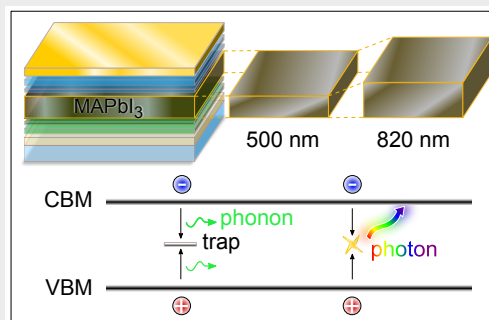 MAPbI₃
500 nm
820 nm
CBM
phonon
trap
photon
VBM